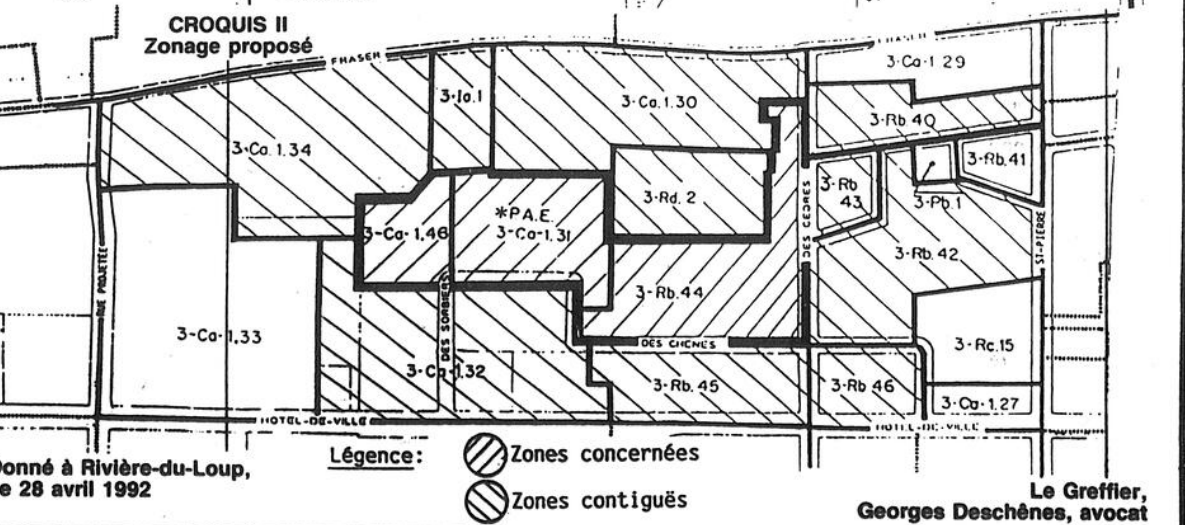 CROQUIS II
Zonage proposé
FRASER
FRASER
3-Ca-1.29
3-Ia.1
3-Ca.1.30
3-Rb.40
3-Ca.1.34
3-Rb.41
3-Rd.2
3-Rb
43
3-Pb.1
*P.A.E.
3-Ca-1.31
3-Ca-1.46
DES CEDRES
ST-PIERRE
3-Rb.42
RUE PROJETÉE
3-Rb.44
DES SORBIERS
3-Ca-1.33
DES CHENES
3-Rc.15
3-Ca-1.32
3-Rb.45
3-Rb 46
3-Ca-1.27
HOTEL-DE-VILLE
HOTEL-DE-VILLE
Donné à Rivière-du-Loup,
e 28 avril 1992
Légence:
Zones concernées
Zones contiguës
Le Greffier,
Georges Deschênes, avocat